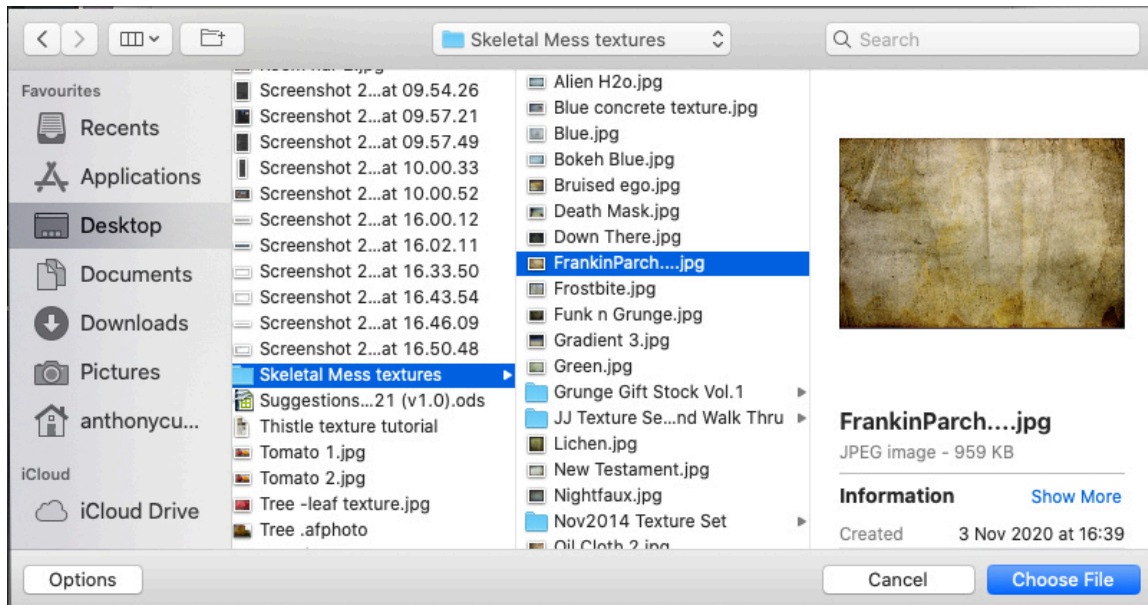 Skeletal Mess textures
Search
Favourites
Recents
Applications
Desktop
Documents
Downloads
Pictures
anthonycu...
iCloud
iCloud Drive
Screenshot 2...at 09.54.26
Screenshot 2...at 09.57.21
Screenshot 2...at 09.57.49
Screenshot 2...at 10.00.33
Screenshot 2...at 10.00.52
Screenshot 2...at 16.00.12
Screenshot 2...at 16.02.11
Screenshot 2...at 16.33.50
Screenshot 2...at 16.43.54
Screenshot 2...at 16.46.09
Screenshot 2...at 16.50.48
Skeletal Mess textures
Suggestions...21 (v1.0).ods
Thistle texture tutorial
Tomato 1.jpg
Tomato 2.jpg
Tree -leaf texture.jpg
Tree .afphoto
Alien H2o.jpg
Blue concrete texture.jpg
Blue.jpg
Bokeh Blue.jpg
Bruised ego.jpg
Death Mask.jpg
Down There.jpg
FrankinParch....jpg
Frostbite.jpg
Funk n Grunge.jpg
Gradient 3.jpg
Green.jpg
Grunge Gift Stock Vol.1
JJ Texture Se...nd Walk Thru
Lichen.jpg
New Testament.jpg
Nightfaux.jpg
Nov2014 Texture Set
Oil Cloth 2.jpg
FrankinParch....jpg
JPEG image - 959 KB
Information Show More
Created 3 Nov 2020 at 16:39
Options
Cancel
Choose File